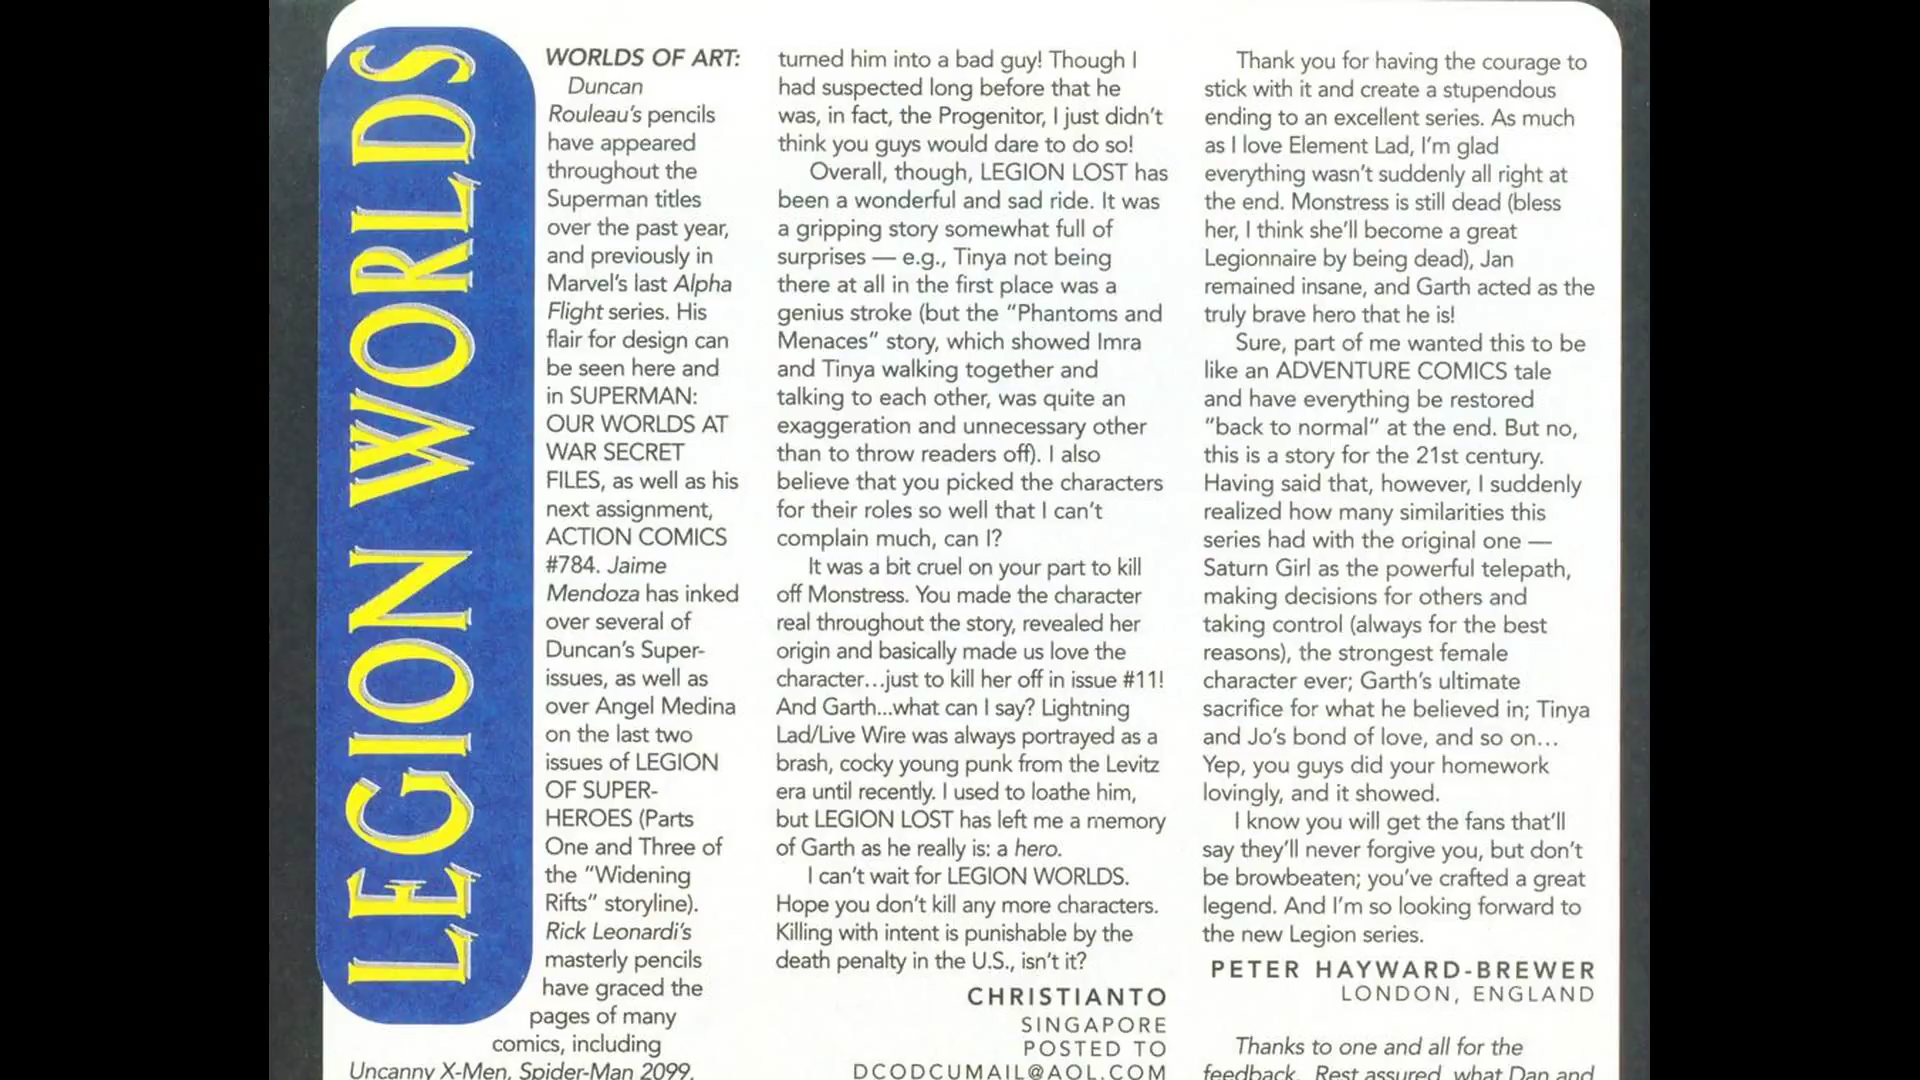 LEGION WORLDS
WORLDS OF ART:
Duncan
Rouleau's pencils
have appeared
throughout the
Superman titles
over the past year,
and previously in
Marvel's last Alpha
Flight series. His
flair for design can
be seen here and
in SUPERMAN:
OUR WORLDS AT
WAR SECRET
FILES, as well as his
next assignment,
ACTION COMICS
#784. Jaime
Mendoza has inked
over several of
Duncan's Super-
issues, as well as
over Angel Medina
on the last two
issues of LEGION
OF SUPER-
HEROES (Parts
One and Three of
the "Widening
Rifts" storyline).
Rick Leonardi's
masterly pencils
have graced the
pages of many
comics, including
Uncanny X-Men, Spider-Man 2099,
turned him into a bad guy! Though I
had suspected long before that he
was, in fact, the Progenitor, I just didn't
think you guys would dare to do so!
Overall, though, LEGION LOST has
been a wonderful and sad ride. It was
a gripping story somewhat full of
surprises — e.g., Tinya not being
there at all in the first place was a
genius stroke (but the "Phantoms and
Menaces" story, which showed Imra
and Tinya walking together and
talking to each other, was quite an
exaggeration and unnecessary other
than to throw readers off). I also
believe that you picked the characters
for their roles so well that I can't
complain much, can I?
It was a bit cruel on your part to kill
off Monstress. You made the character
real throughout the story, revealed her
origin and basically made us love the
character...just to kill her off in issue #11!
And Garth...what can I say? Lightning
Lad/Live Wire was always portrayed as a
brash, cocky young punk from the Levitz
era until recently. I used to loathe him,
but LEGION LOST has left me a memory
of Garth as he really is: a hero.
I can't wait for LEGION WORLDS.
Hope you don't kill any more characters.
Killing with intent is punishable by the
death penalty in the U.S., isn't it?
CHRISTIANTO
SINGAPORE
POSTED TO
DCODCUMAIL@AOL.COM
Thank you for having the courage to
stick with it and create a stupendous
ending to an excellent series. As much
as I love Element Lad, I'm glad
everything wasn't suddenly all right at
the end. Monstress is still dead (bless
her, I think she'll become a great
Legionnaire by being dead), Jan
remained insane, and Garth acted as the
truly brave hero that he is!
Sure, part of me wanted this to be
like an ADVENTURE COMICS tale
and have everything be restored
"back to normal" at the end. But no,
this is a story for the 21st century.
Having said that, however, I suddenly
realized how many similarities this
series had with the original one —
Saturn Girl as the powerful telepath,
making decisions for others and
taking control (always for the best
reasons), the strongest female
character ever; Garth's ultimate
sacrifice for what he believed in; Tinya
and Jo's bond of love, and so on...
Yep, you guys did your homework
lovingly, and it showed.
I know you will get the fans that'll
say they'll never forgive you, but don't
be browbeaten; you've crafted a great
legend. And I'm so looking forward to
the new Legion series.
PETER HAYWARD-BREWER
LONDON, ENGLAND
Thanks to one and all for the
feedback. Rest assured, what Dan and